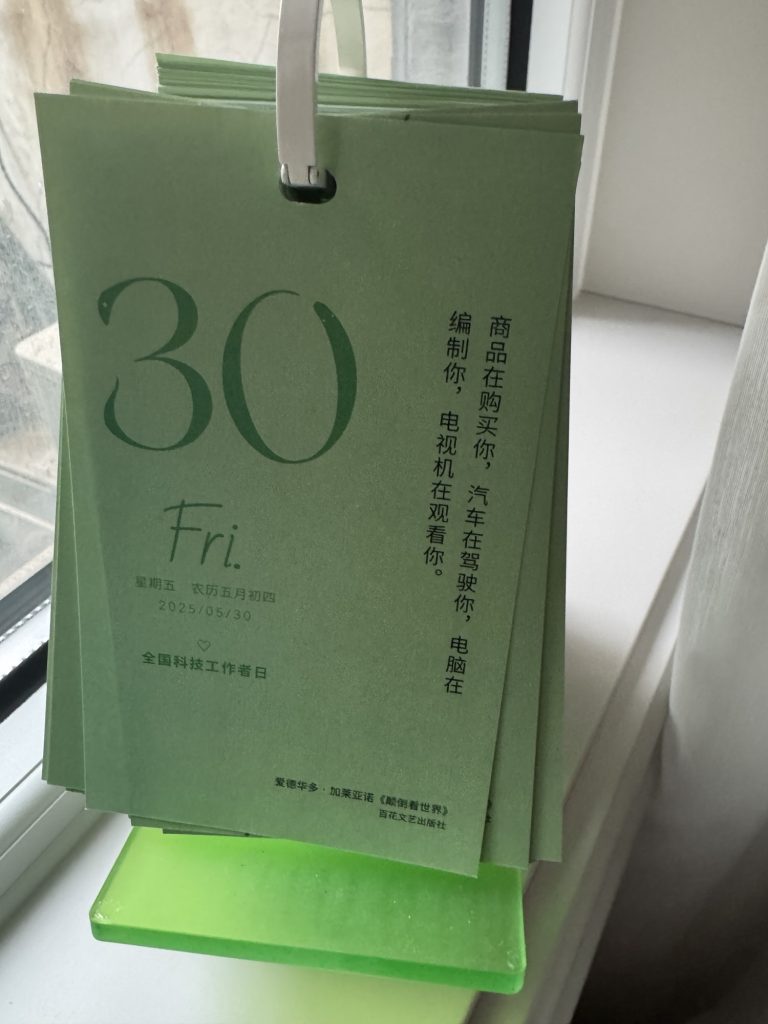 30
Fri.
星期五 农历五月初四
2025/05/30
全国科技工作者日
商品在购买你，汽车在驾驶你，电脑在
编制你，电视机在观看你。
爱德华多·加莱亚诺《颠倒看世界》
百花文艺出版社